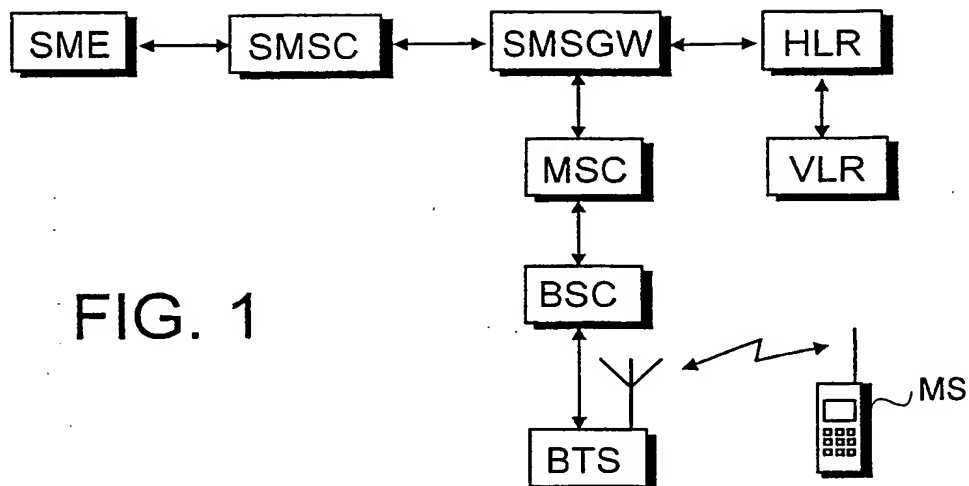 SME
SMSC
SMSGW
HLR
MSC
VLR
BSC
FIG. 1
MS
BTS